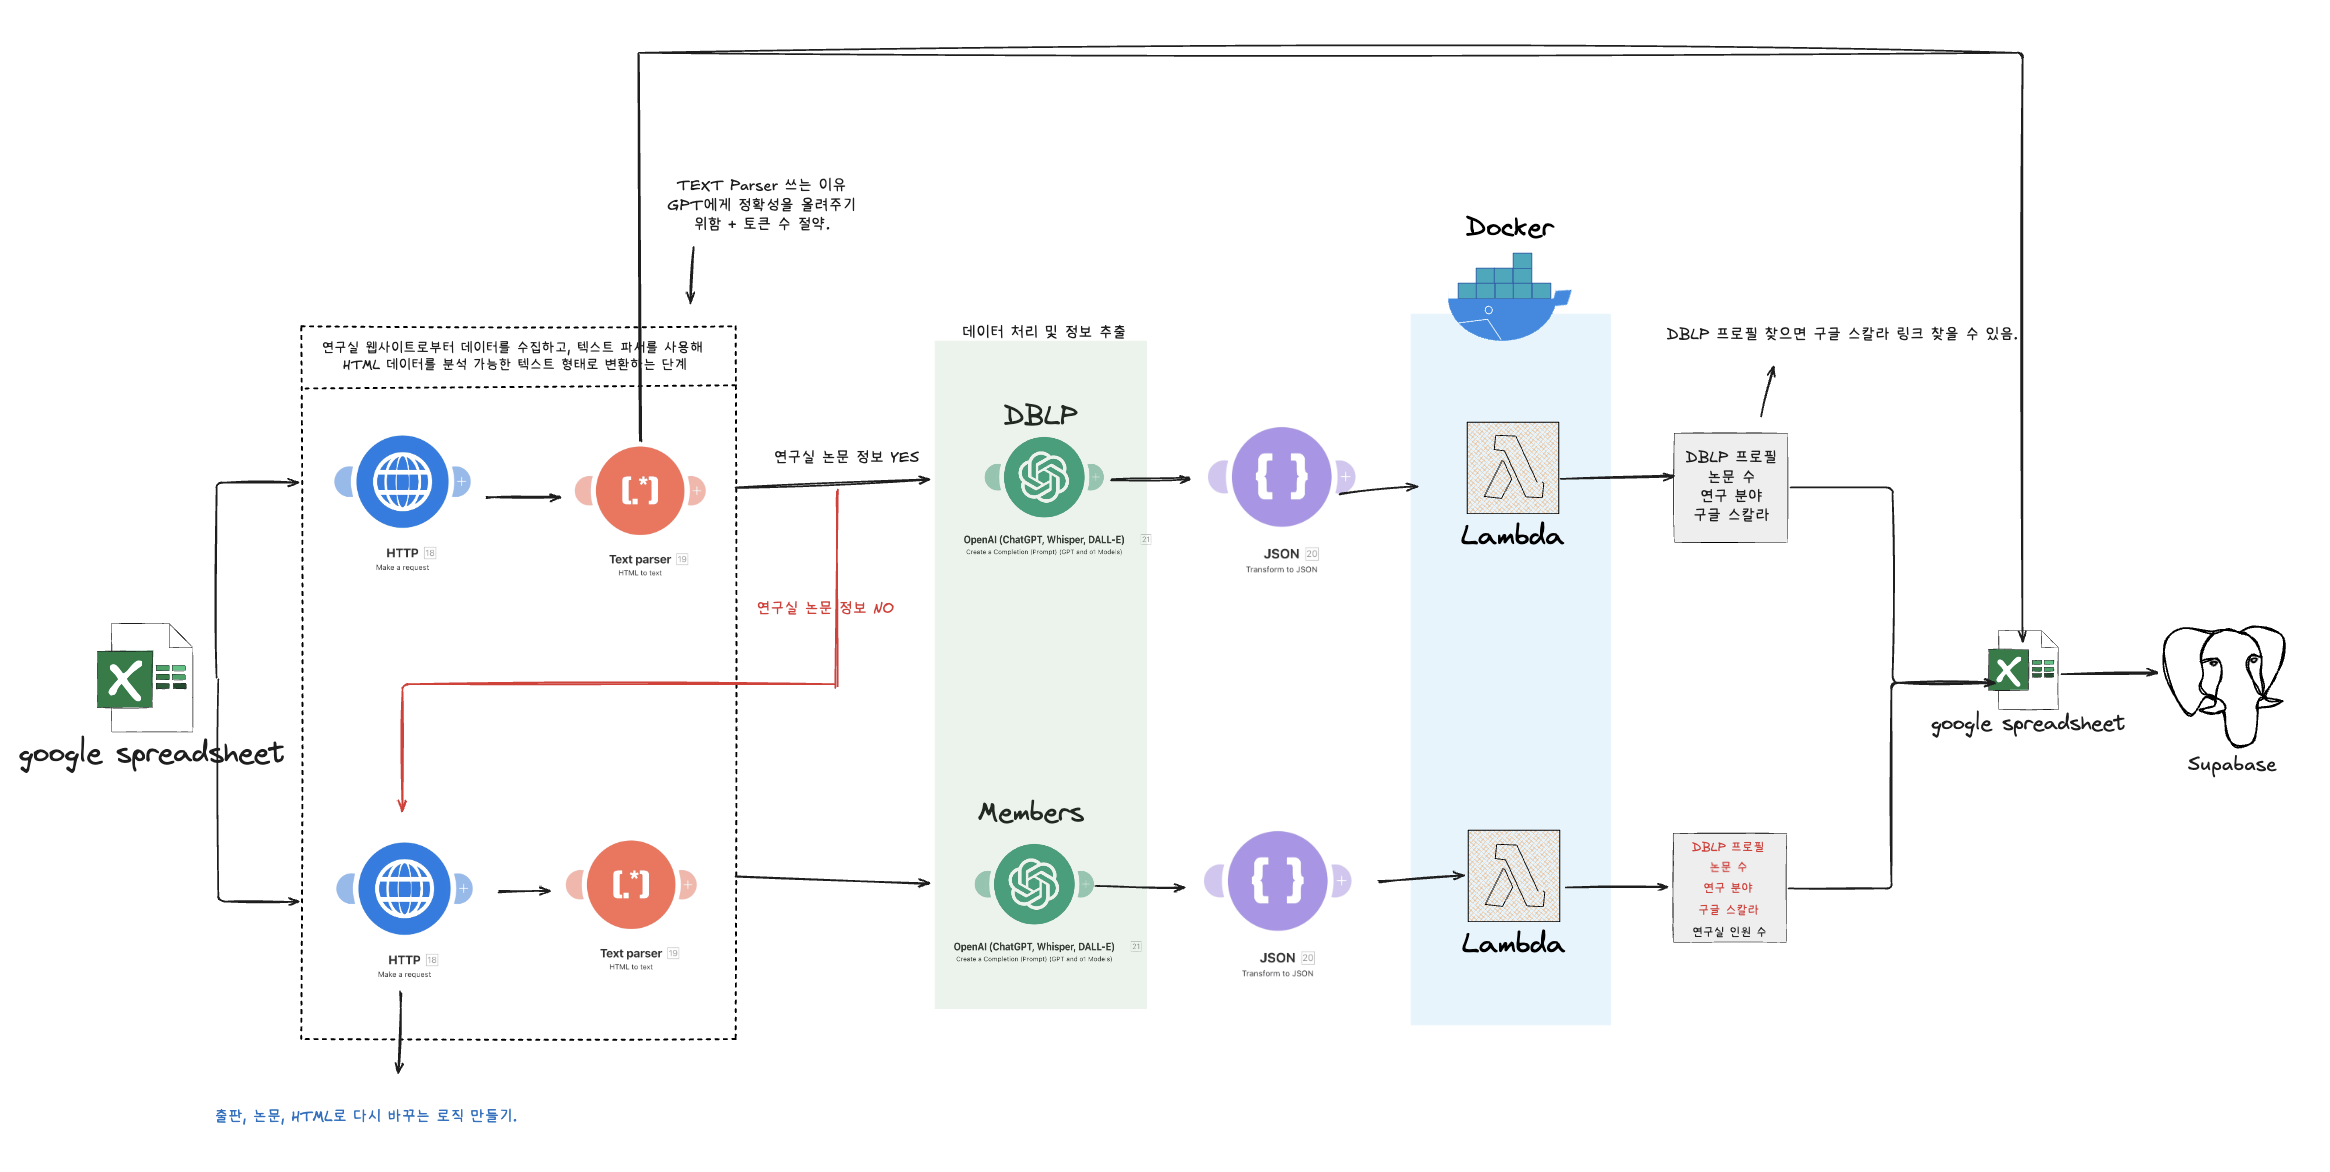 TEXT Parser 쓰는 이유
GPT에게 정확성을 올려주기
위함 + 토큰 수 절약.
Docker
데이터 처리 및 정보 추출
DBLP 프로필 찾으면 구글 스칼라 링크 찾을 수 있음.
연구실 웹사이트로부터 데이터를 수집하고, 텍스트 파서를 사용해
HTML 데이터를 분석 가능한 텍스트 형태로 변환하는 단계
DBLP
연구실 논문 정보 YES
DBLP 프로필
논문 수
연구 분야
구글 스칼라
[.*]
{ }
HTTP 18
Make a request
Text parser 19
HTML to text
OpenAI (ChatGPT, Whisper, DALL-E) 21
Create a Completion (Prompt) (GPT and o1 Models)
JSON 20
Transform to JSON
Lambda
연구실 논문 정보 NO
X
google spreadsheet
X
google spreadsheet
Supabase
Members
[.*]
{ }
DBLP 프로필
논문 수
연구 분야
구글 스칼라
연구실 인원 수
HTTP 18
Make a request
Text parser 19
HTML to text
OpenAI (ChatGPT, Whisper, DALL-E) 21
Create a Completion (Prompt) (GPT and o1 Models)
JSON 20
Transform to JSON
Lambda
출판, 논문, HTML로 다시 바꾸는 로직 만들기.